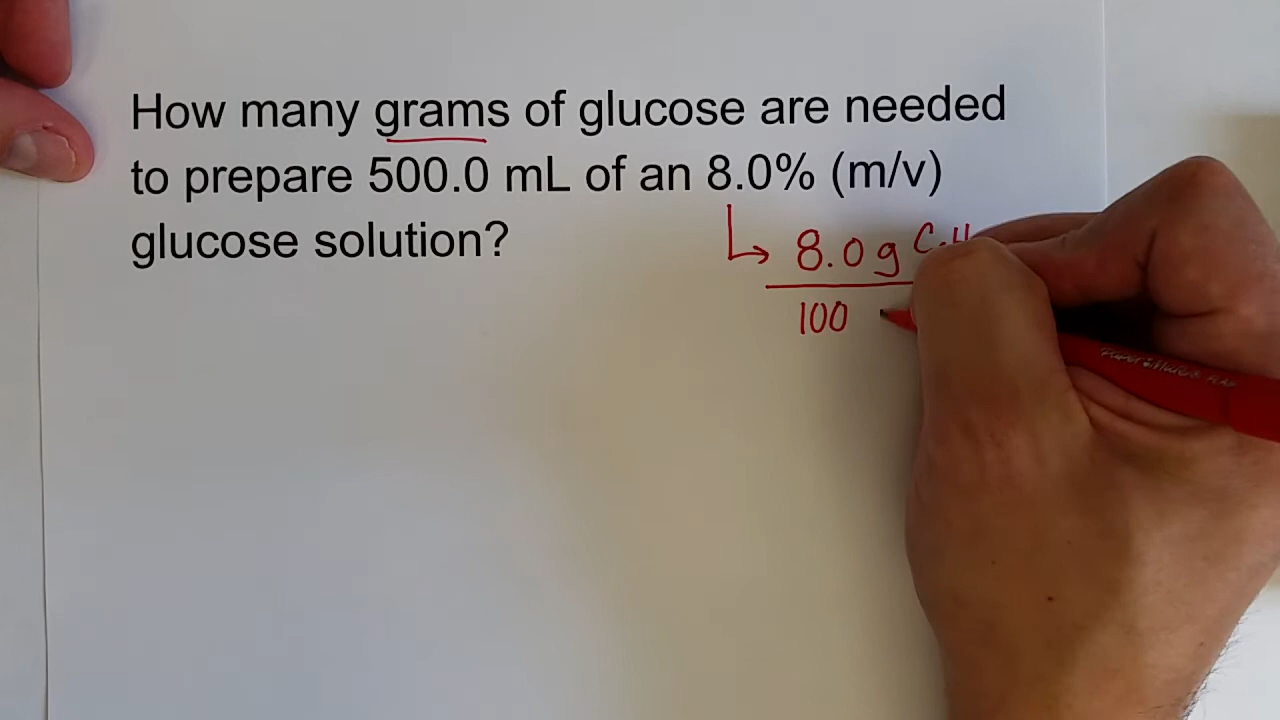 How many grams of glucose are needed
to prepare 500.0 mL of an 8.0% (m/v)
glucose solution?
8.0 g
100